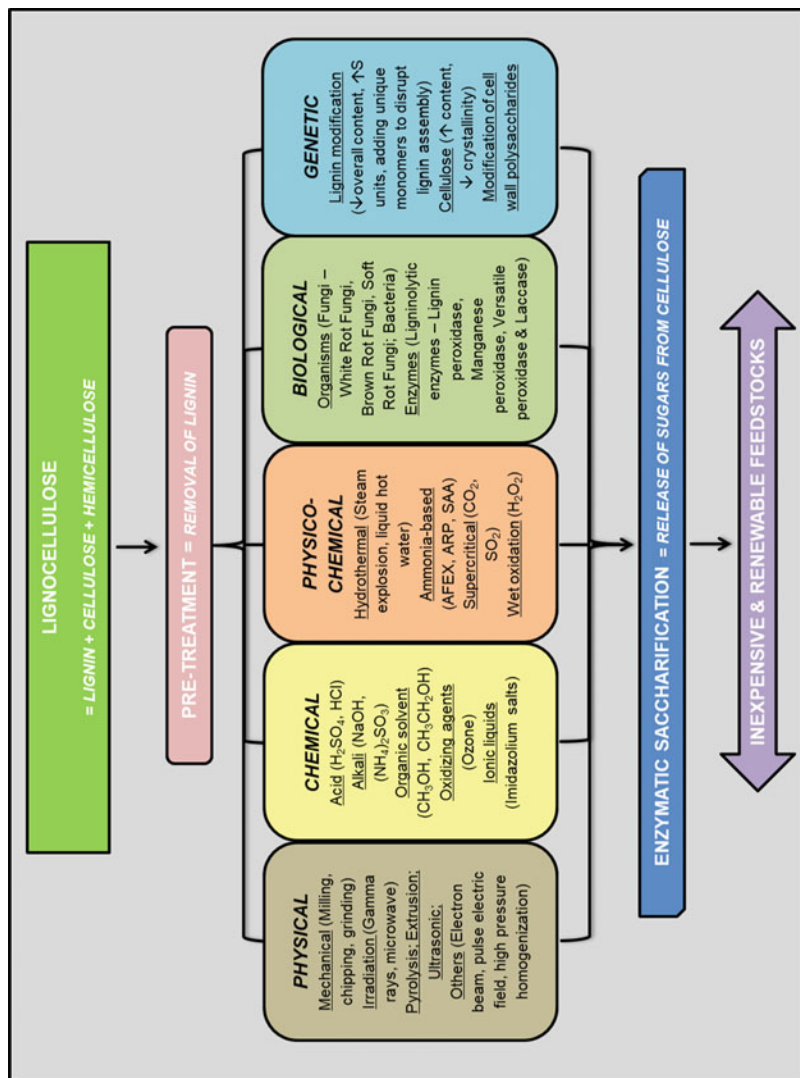 LIGNOCELLULOSE
= LIGNIN + CELLULOSE + HEMICELLULOSE
PRE-TREATMENT = REMOVAL OF LIGNIN
PHYSICAL
Mechanical (Milling,
chipping, grinding)
Irradiation (Gamma
rays, microwave)
Pyrolysis; Extrusion;
Ultrasonic;
Others (Electron
beam, pulse electric
field, high pressure
homogenization)
CHEMICAL
Acid (H₂SO₄, HCl)
Alkali (NaOH,
(NH₄)₂SO₃)
Organic solvent
(CH₃OH, CH₃CH₂OH)
Oxidizing agents
(Ozone)
Ionic liquids
(Imidazolium salts)
PHYSICO-
CHEMICAL
Hydrothermal (Steam
explosion, liquid hot
water)
Ammonia-based
(AFEX, ARP, SAA)
Supercritical (CO₂,
SO₂)
Wet oxidation (H₂O₂)
BIOLOGICAL
Organisms (Fungi –
White Rot Fungi,
Brown Rot Fungi, Soft
Rot Fungi; Bacteria)
Enzymes (Ligninolytic
enzymes – Lignin
peroxidase,
Manganese
peroxidase, Versatile
peroxidase & Laccase)
GENETIC
Lignin modification
(↓overall content, ↑S
units, adding unique
monomers to disrupt
lignin assembly)
Cellulose (↑ content,
↓ crystallinity)
Modification of cell
wall polysaccharides
ENZYMATIC SACCHARIFICATION = RELEASE OF SUGARS FROM CELLULOSE
INEXPENSIVE & RENEWABLE FEEDSTOCKS